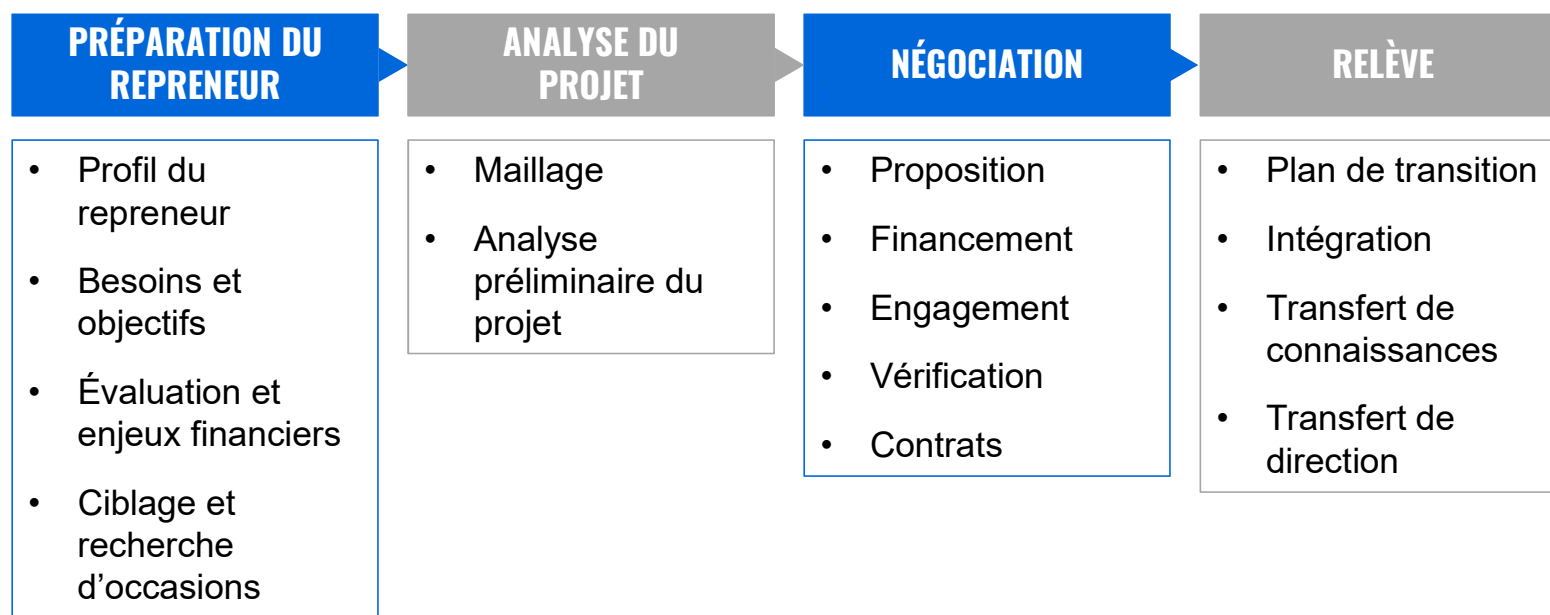 PRÉPARATION DU
REPRENEUR
• Profil du
repreneur
• Besoins et
objectifs
• Évaluation et
enjeux financiers
• Ciblage et
recherche
d’occasions
ANALYSE DU
PROJET
• Maillage
• Analyse
préliminaire du
projet
NÉGOCIATION
• Proposition
• Financement
• Engagement
• Vérification
• Contrats
RELÈVE
• Plan de transition
• Intégration
• Transfert de
connaissances
• Transfert de
direction